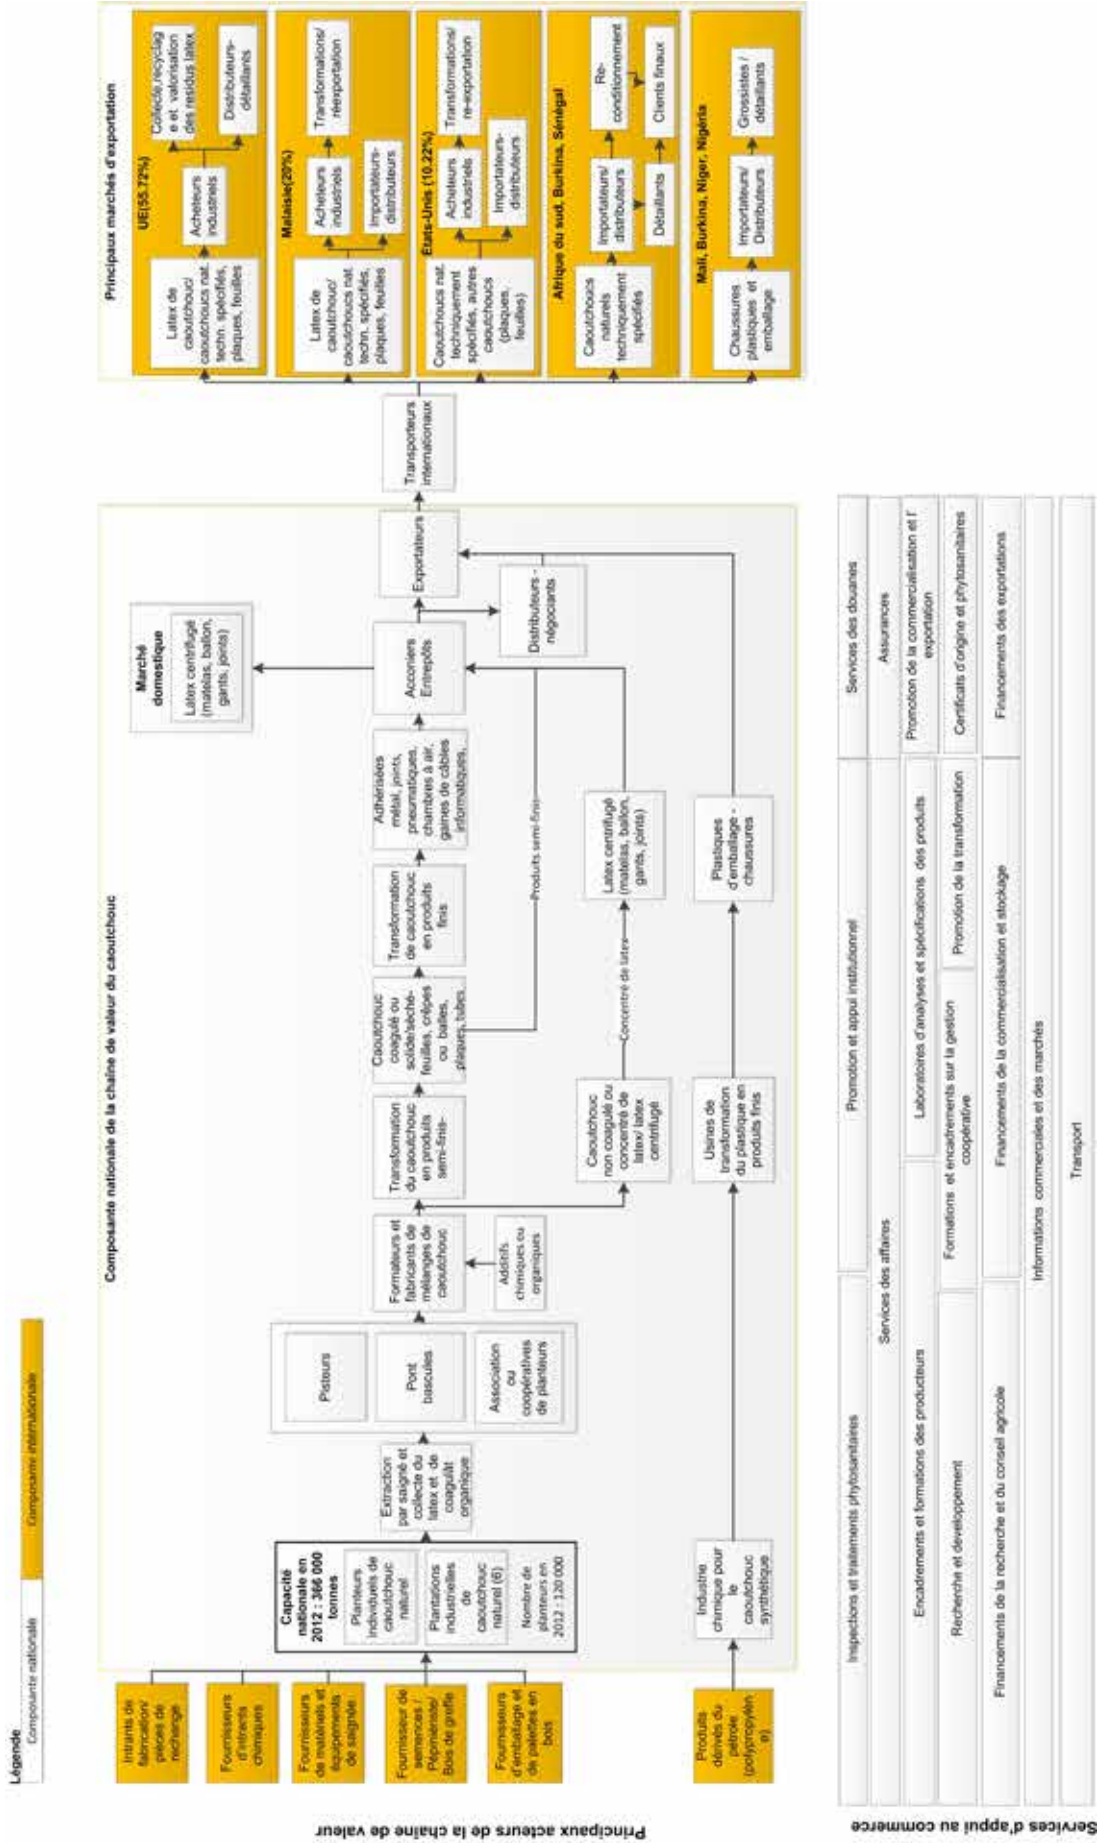 Légende
Composante nationale
Composante internationale
Principaux acteurs de la chaîne de valeur
Intrants de
fabrication/
pièces de
rechange
Fournisseurs
d'intrants
chimiques
Fournisseurs
de matériels et
équipements
de saignée
Fournisseur de
semences /
Pépiniériste/
Bois de greffe
Fournisseurs
d'emballage et
de palettes en
bois
Produits
dérivés du
pétrole
(polypropylèn
e)
Composante nationale de la chaîne de valeur du caoutchouc
Capacité
nationale en
2012 : 366 000
tonnes
Planteurs
individuels de
caoutchouc
naturel
Plantations
industrielles
de
caoutchouc
naturel (6)
Nombre de
planteurs en
2012 : 120 000
Industrie
chimique pour
le
caoutchouc
synthétique
Extraction
par saigné et
collecte du
latex et de
coagulât
organique
Pisteurs
Pont
bascules
Association
ou
coopératives
de planteurs
Formateurs et
fabricants de
mélanges de
caoutchouc
Additifs
chimiques ou
organiques
Transformation
du caoutchouc
en produits
semi-finis-
Caoutchouc
non coagulé ou
concentré de
latex/ latex
centrifugé
Usines de
transformation
du plastique en
produits finis
Caoutchouc
coagulé ou
solide/séché-
feuilles, crêpes
ou balles,
plaques, tubes,
Transformation
de caoutchouc
en produits
finis
Produits semi-finis
Concentré de latex
Adhérisées
métal, joints,
pneumatiques,
chambres à air,
gaines de câbles
informatiques,
Latex centrifugé
(matelas, ballon,
gants, joints)
Plastiques
d'emballage -
chaussures
Marché
domestique
Latex centrifugé
(matelas, ballon,
gants, joints)
Acconiers
Entrepôts
Distributeurs -
négociants
Exportateurs
Transporteurs
internationaux
Principaux marchés d'exportation
UE(55.72%)
Latex de
caoutchouc/
caoutchoucs nat.
techn. spécifiés,
plaques, feuilles
Acheteurs
industriels
Collecte,recyclag
e et valorisation
des residus latex
Distributeurs-
détaillants
Malaisie(20%)
Latex de
caoutchouc/
caoutchoucs nat.
techn. spécifiés,
plaques, feuilles
Acheteurs
industriels
Importateurs-
distributeurs
Transformations/
réexportation
Etats-Unis (10.22%)
Caoutchoucs nat.
techniquement
spécifiés, autres
caoutchoucs
(plaques,
feuilles)
Acheteurs
industriels
Importateurs-
distributeurs
Transformations/
re-exportation
Afrique du sud, Burkina, Sénégal
Caoutchoucs
naturels
techniquement
spécifiés
Importateurs/
distributeurs
Re-
conditionnement
Détaillants
Clients finaux
Mali, Burkina, Niger, Nigéria
Chaussures
plastiques et
emballage
Importateurs/
Distributeurs
Grossistes /
détaillants
Services d'appui au commerce
Inspections et traitements phytosanitaires
Promotion et appui institutionnel
Services des douanes
Services des affaires
Assurances
Encadrements et formations des producteurs
Laboratoires d'analyses et spécifications des produits
Promotion de la commercialisation et l'
exportation
Recherche et developpement
Formations et encadrements sur la gestion
coopérative
Promotion de la transformation
Certificats d'origine et phytosanitaires
Financements de la recherche et du conseil agricole
Financements de la commercialisation et stockage
Financements des exportations
Informations commerciales et des marchés
Transport